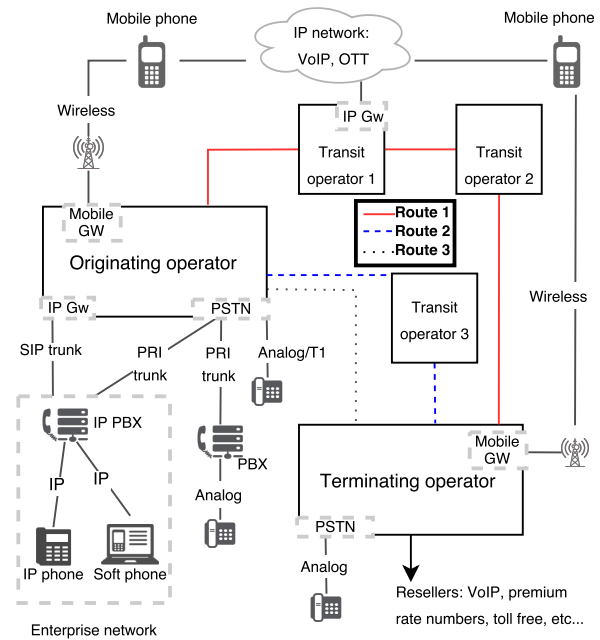 Mobile phone
IP network:
VoIP, OTT
Mobile phone
Wireless
IP Gw
Transit
operator 1
Transit
operator 2
Mobile
GW
Route 1
Route 2
Route 3
Originating operator
IP Gw
PSTN
Transit
operator 3
Wireless
SIP trunk
PRI
trunk
PRI
trunk
Analog/T1
IP PBX
PBX
Mobile
GW
Terminating operator
IP
IP
Analog
PSTN
IP phone
Soft phone
Analog
Resellers: VoIP, premium
rate numbers, toll free, etc...
Enterprise network